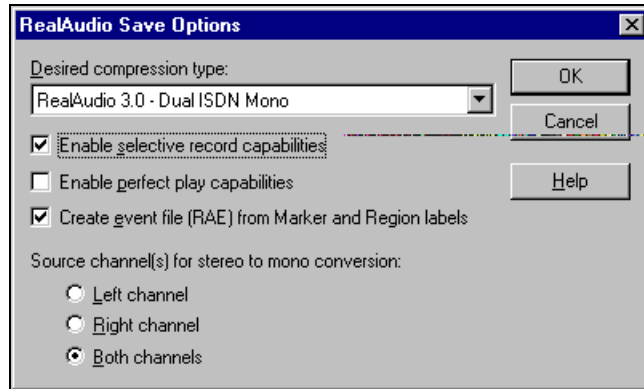 RealAudio Save Options
Desired compression type:
RealAudio 3.0 - Dual ISDN Mono
OK
Cancel
Enable selective record capabilities
Enable perfect play capabilities
Help
Create event file (RAE) from Marker and Region labels
Source channel(s) for stereo to mono conversion:
Left channel
Right channel
Both channels